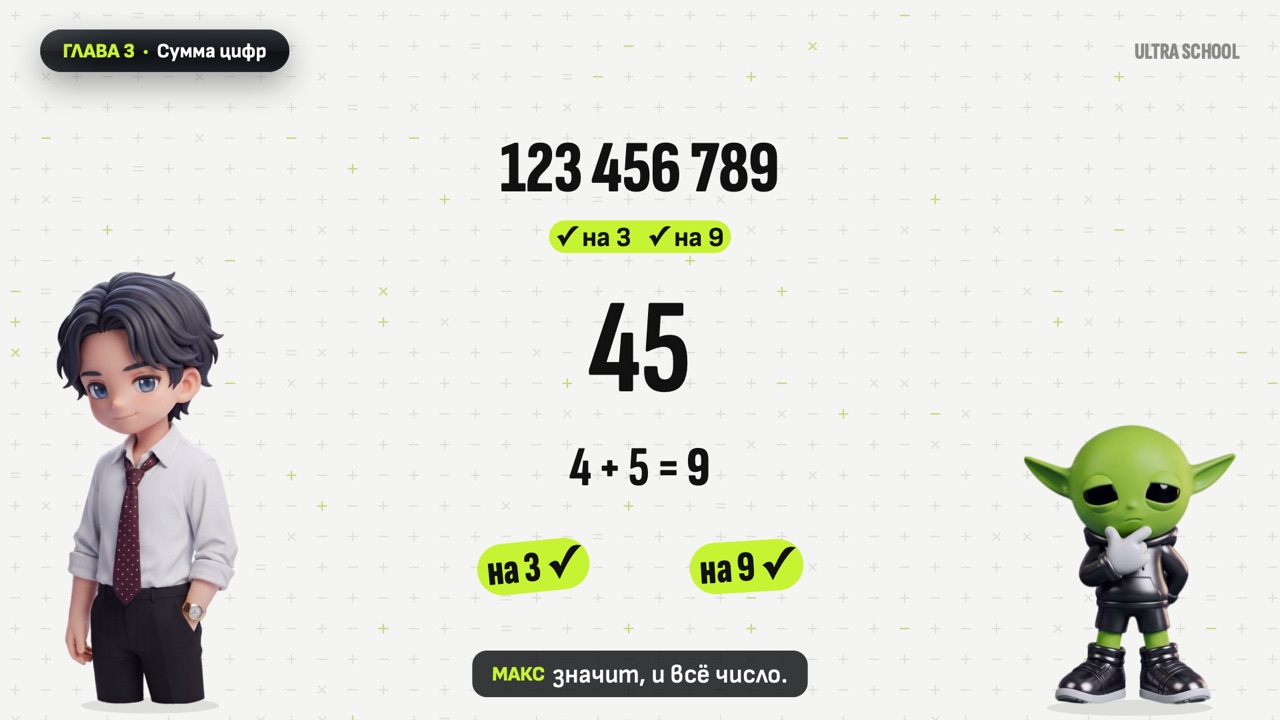 ГЛАВА 3 • Сумма цифр
ULTRA SCHOOL
123 456 789
✓на 3 ✓на 9
45
4 + 5 = 9
на 3 ✓
на 9 ✓
МАКС значит, и всё число.